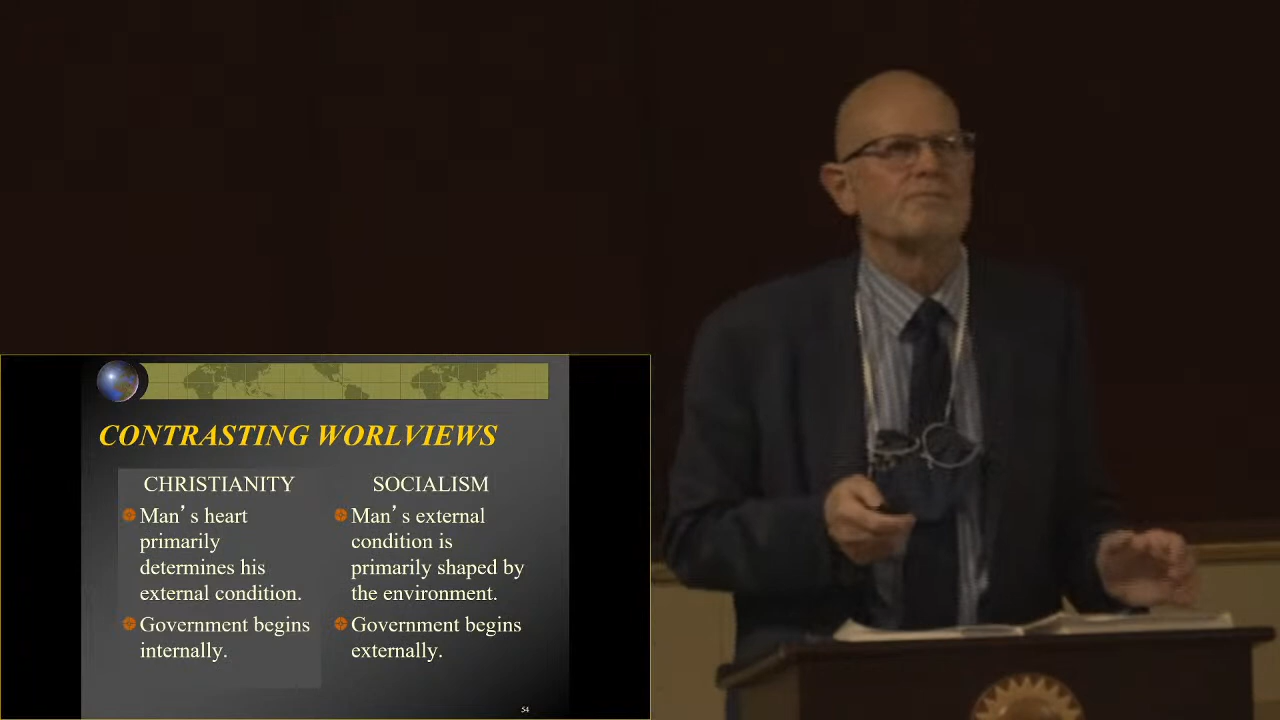 CONTRASTING WORLVIEWS
CHRISTIANITY
Man's heart
primarily
determines his
external condition.
Government begins
internally.
SOCIALISM
Man's external
condition is
primarily shaped by
the environment.
Government begins
externally.
54